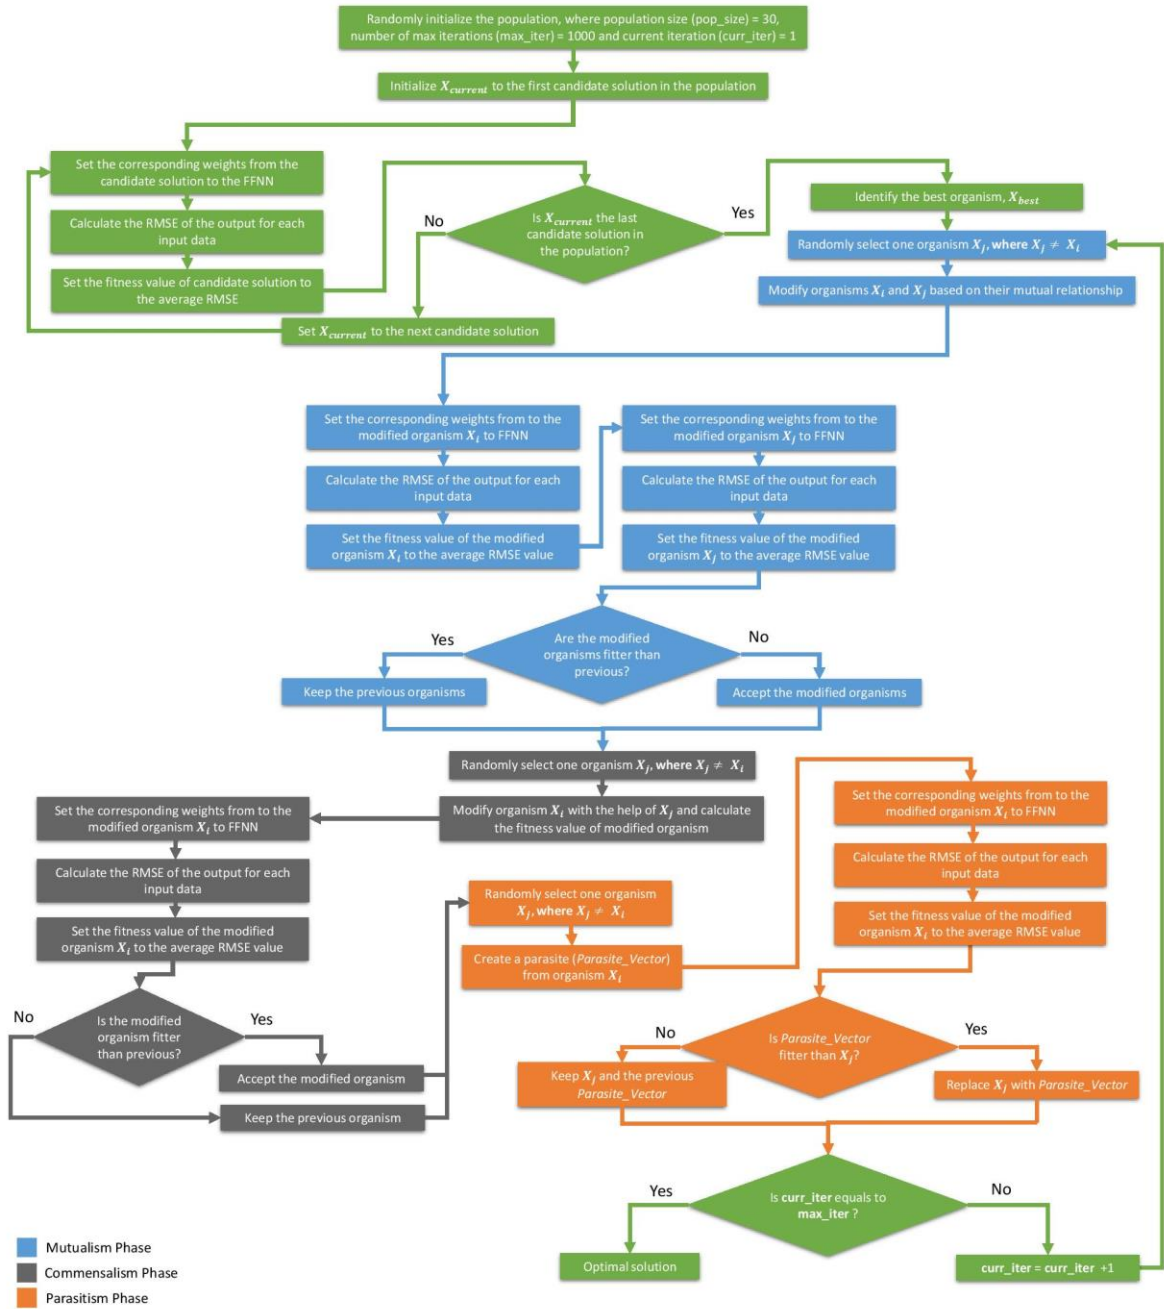 Randomly initialize the population, where population size (pop_size) = 30,
number of max iterations (max_iter) = 1000 and current iteration (curr_iter) = 1
Initialize X_current to the first candidate solution in the population
Set the corresponding weights from the
candidate solution to the FFNN
Calculate the RMSE of the output for each
input data
Set the fitness value of candidate solution to
the average RMSE
No
Is X_current the last
candidate solution in
the population?
Yes
Set X_current to the next candidate solution
Identify the best organism, X_best
Randomly select one organism X_j, where X_j ≠ X_i
Modify organisms X_i and X_j based on their mutual relationship
Set the corresponding weights from to the
modified organism X_i to FFNN
Calculate the RMSE of the output for each
input data
Set the fitness value of the modified
organism X_i to the average RMSE value
Set the corresponding weights from to the
modified organism X_j to FFNN
Calculate the RMSE of the output for each
input data
Set the fitness value of the modified
organism X_j to the average RMSE value
Yes
Are the modified
organisms fitter than
previous?
No
Keep the previous organisms
Accept the modified organisms
Randomly select one organism X_j, where X_j ≠ X_i
Modify organism X_i with the help of X_j and calculate
the fitness value of modified organism
Set the corresponding weights from to the
modified organism X_i to FFNN
Calculate the RMSE of the output for each
input data
Set the fitness value of the modified
organism X_i to the average RMSE value
No
Is the modified
organism fitter
than previous?
Yes
Accept the modified organism
Keep the previous organism
Randomly select one organism
X_j, where X_j ≠ X_i
Create a parasite (Parasite_Vector)
from organism X_i
Set the corresponding weights from to the
modified organism X_i to FFNN
Calculate the RMSE of the output for each
input data
Set the fitness value of the modified
organism X_i to the average RMSE value
No
Is Parasite_Vector
fitter than X_j?
Yes
Keep X_j and the previous
Parasite_Vector
Replace X_j with Parasite_Vector
Yes
Is curr_iter equals to
max_iter ?
No
Optimal solution
curr_iter = curr_iter +1
Mutualism Phase
Commensalism Phase
Parasitism Phase